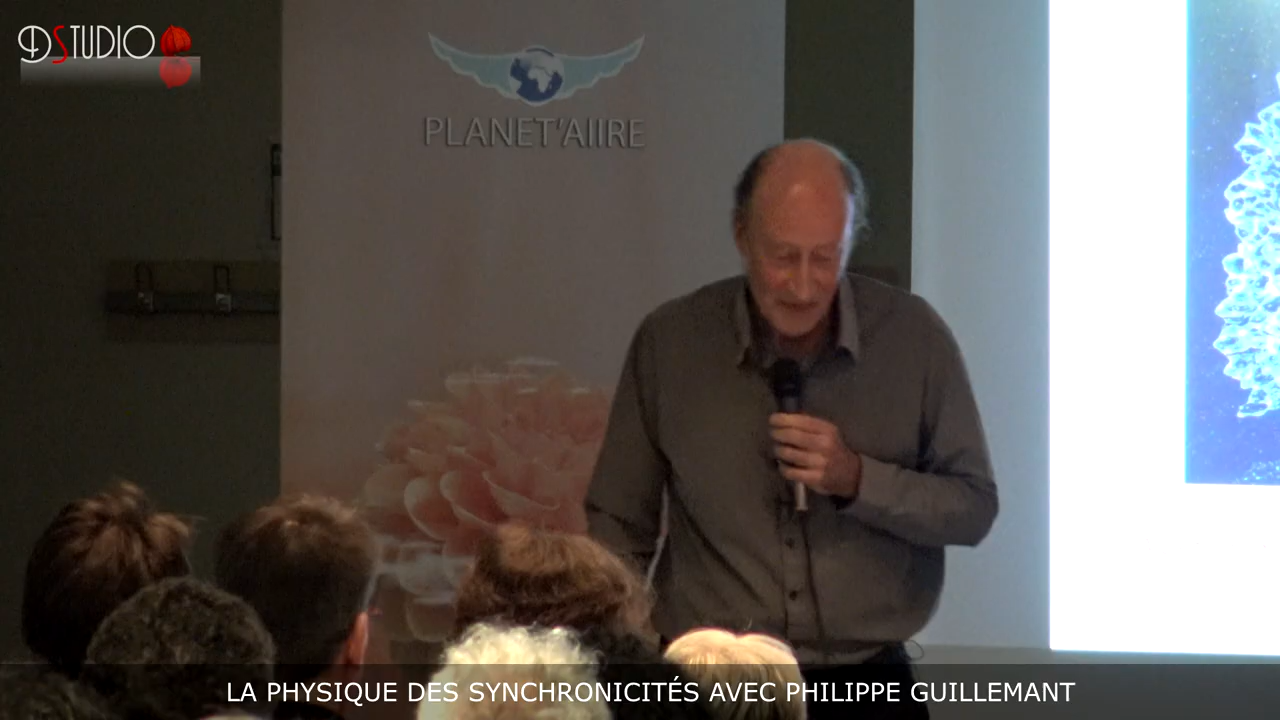 DSTUDIO
PLANET'AIIRE
LA PHYSIQUE DES SYNCHRONICITÉS AVEC PHILIPPE GUILLEMANT